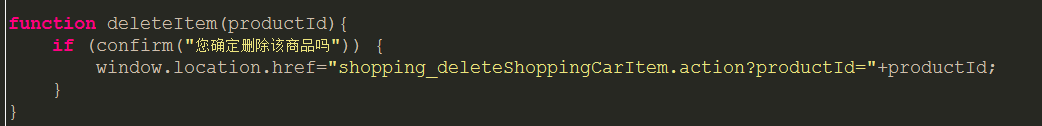 function deleteItem(productId){
    if (confirm("您确定删除该商品吗")) {
        window.location.href="shopping_deleteShoppingCarItem.action?productId="+productId;
    }
}